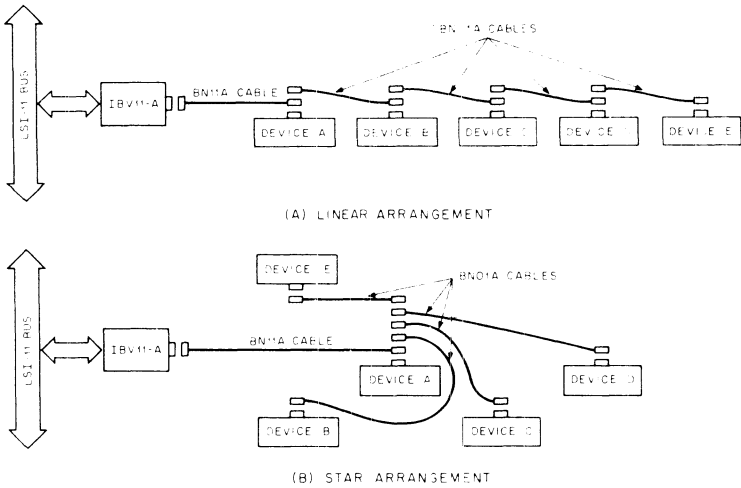 LSI-11 BUS
IBV11-A
BN11A CABLE
CABLES
DEVICE A
DEVICE B
DEVICE
DEVICE
DEVICE E
(A) LINEAR ARRANGEMENT
LSI-11 BUS
IBV11-A
BN11A CABLE
DEVICE E
BN01A CABLES
DEVICE A
DEVICE D
DEVICE B
DEVICE C
(B) STAR ARRANGEMENT